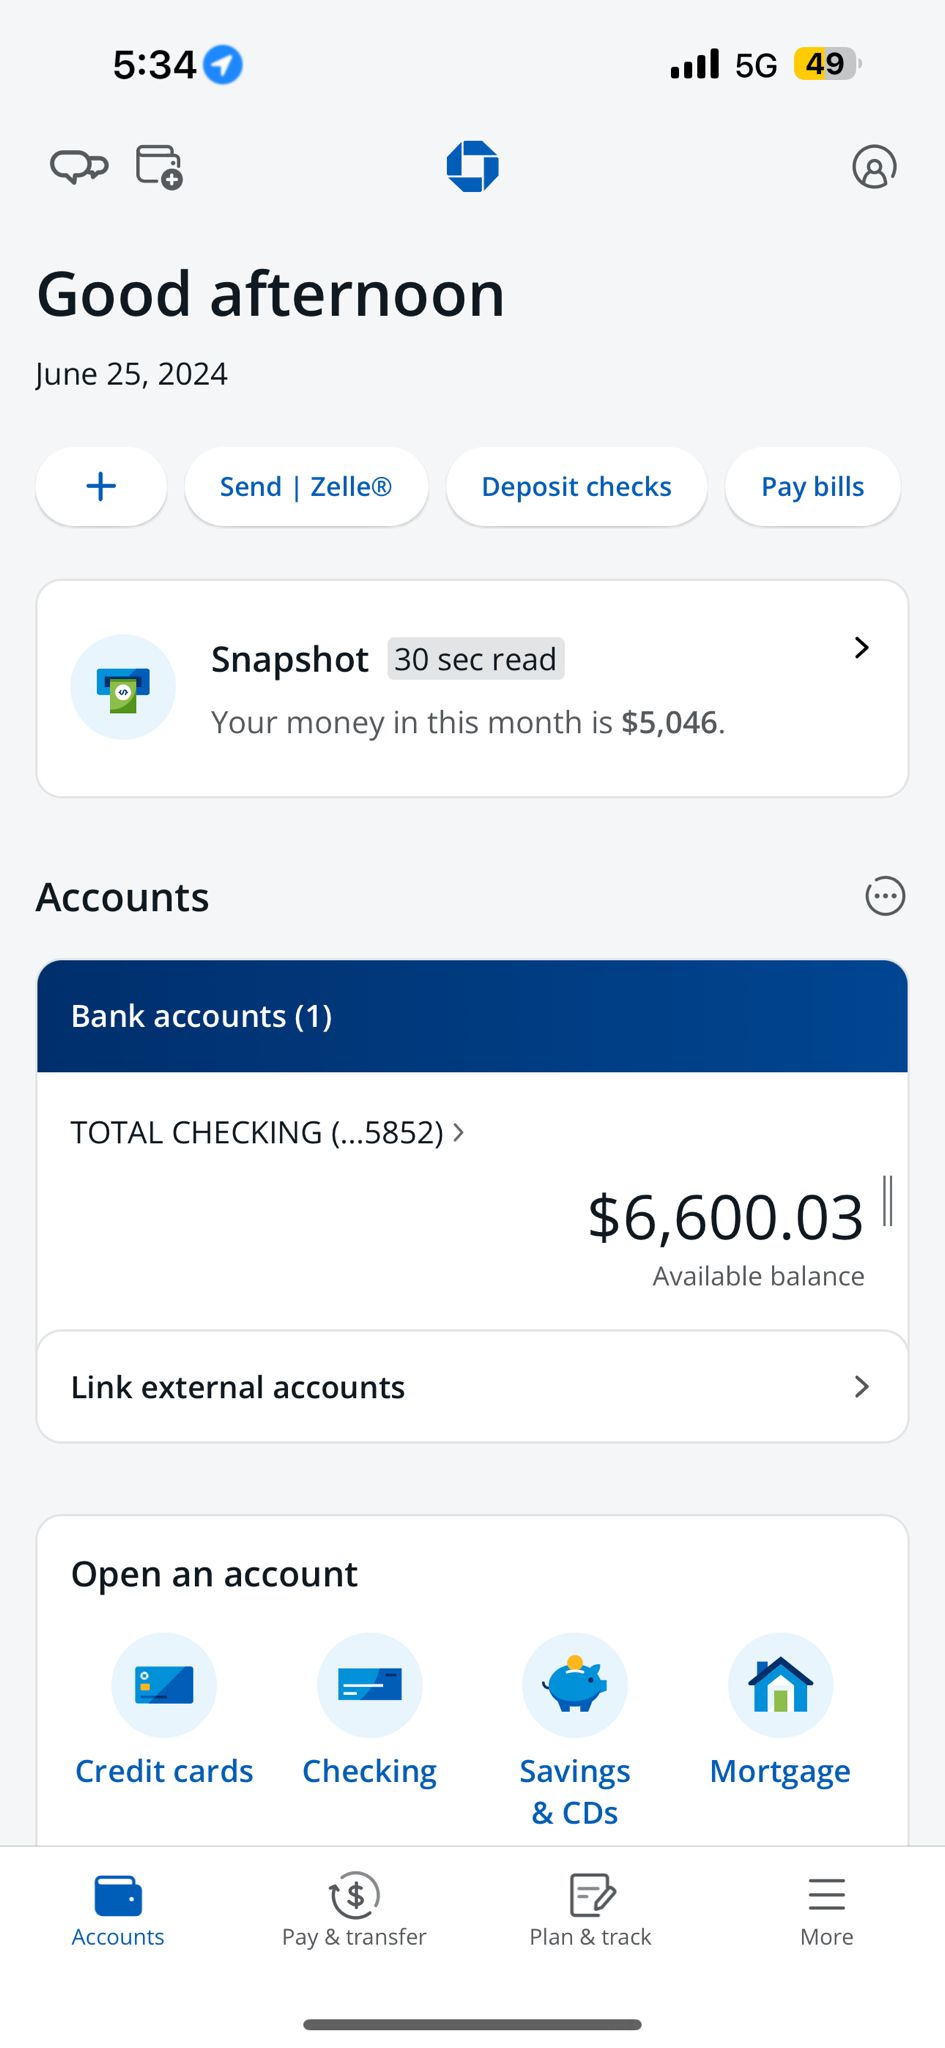 5:34
5G
49
Good afternoon
June 25, 2024
Send | Zelle®
Deposit checks
Pay bills
Snapshot 30 sec read
Your money in this month is $5,046.
Accounts
Bank accounts (1)
TOTAL CHECKING (...5852)
$6,600.03
Available balance
Link external accounts
Open an account
Credit cards
Checking
Savings
& CDs
Mortgage
Accounts
Pay & transfer
Plan & track
More